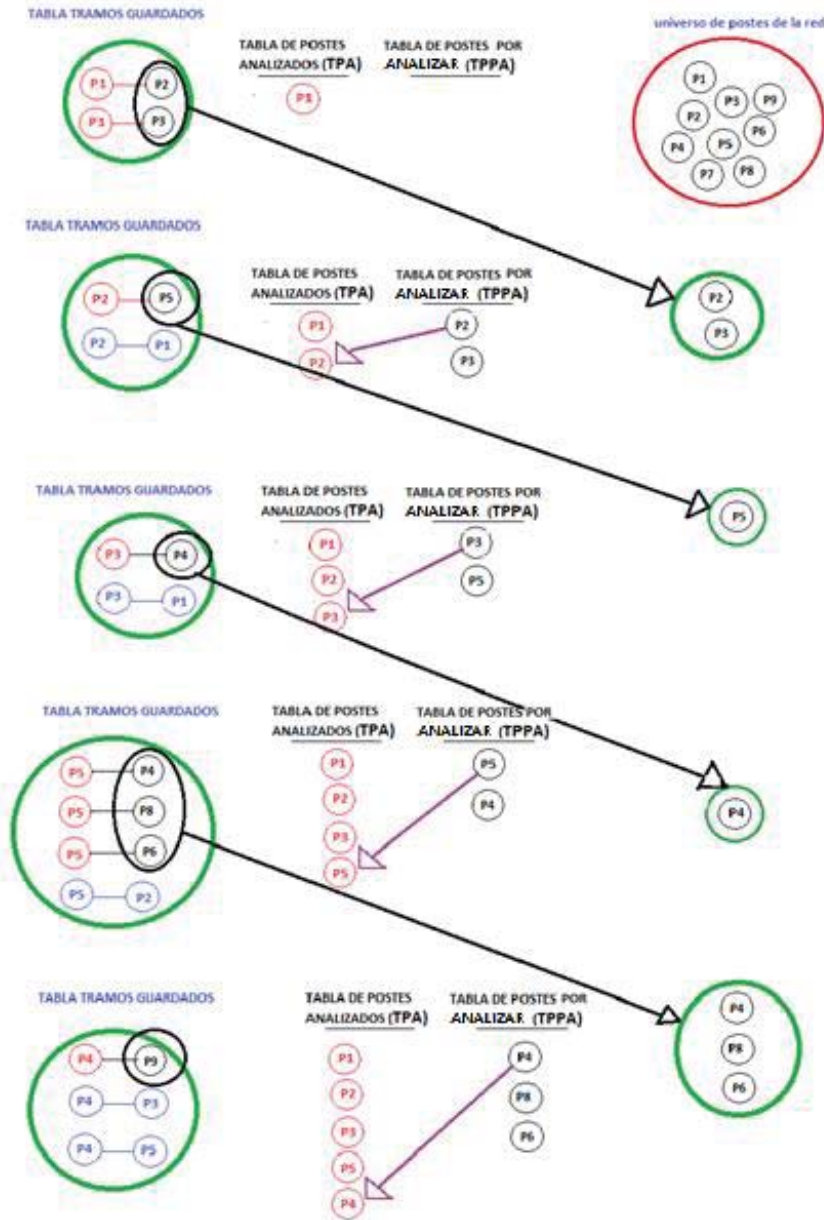 TABLA TRAMOS GUARDADOS
TABLA DE POSTES
ANALIZADOS (TPA)
TABLA DE POSTES POR
ANALIZAR (TPPA)
universo de postes de la red
P1 P2
P3 P3
P1
P1
P3 P9
P2
P6
P4 P5
P7 P8
TABLA TRAMOS GUARDADOS
TABLA DE POSTES
ANALIZADOS (TPA)
TABLA DE POSTES POR
ANALIZAR (TPPA)
P2 P5
P2 P1
P1 P2
P2 P3
P2
P3
TABLA TRAMOS GUARDADOS
TABLA DE POSTES
ANALIZADOS (TPA)
TABLA DE POSTES POR
ANALIZAR (TPPA)
P3 P4
P3 P1
P1 P3
P2 P5
P3
P5
TABLA TRAMOS GUARDADOS
TABLA DE POSTES
ANALIZADOS (TPA)
TABLA DE POSTES POR
ANALIZAR (TPPA)
P5 P4
P5 P8
P5 P6
P5 P2
P1 P5
P2 P4
P3
P5
P4
TABLA TRAMOS GUARDADOS
TABLA DE POSTES
ANALIZADOS (TPA)
TABLA DE POSTES POR
ANALIZAR (TPPA)
P4 P9
P4 P3
P4 P5
P1 P4
P2 P8
P3 P6
P5
P4
P4
P8
P6